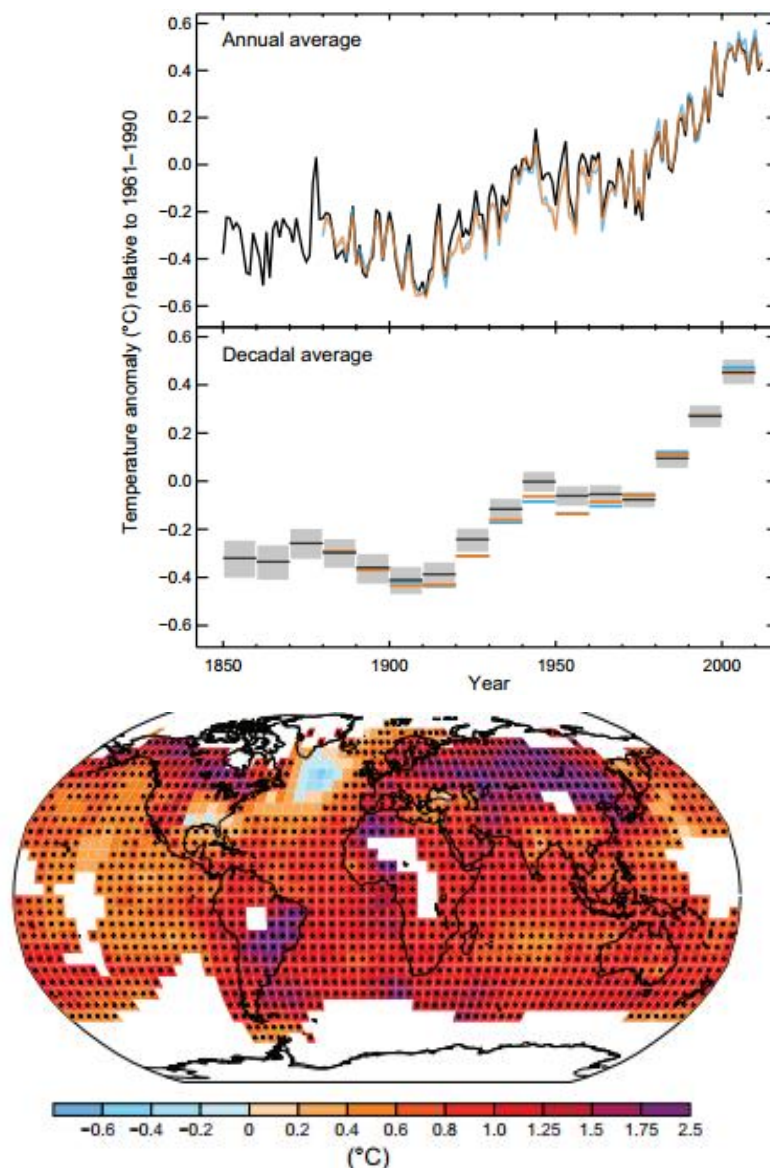 Annual average
0.4
0.2
0.0
−0.2
−0.4
−0.6
Temperature anomaly (°C) relative to 1961–1990
Decadal average
0.6
0.4
0.2
0.0
−0.2
−0.4
−0.6
1850
1900
1950
2000
Year
−0.6 −0.4 −0.2 0 0.2 0.4 0.6 0.8 1.0 1.25 1.5 1.75 2.5
(°C)